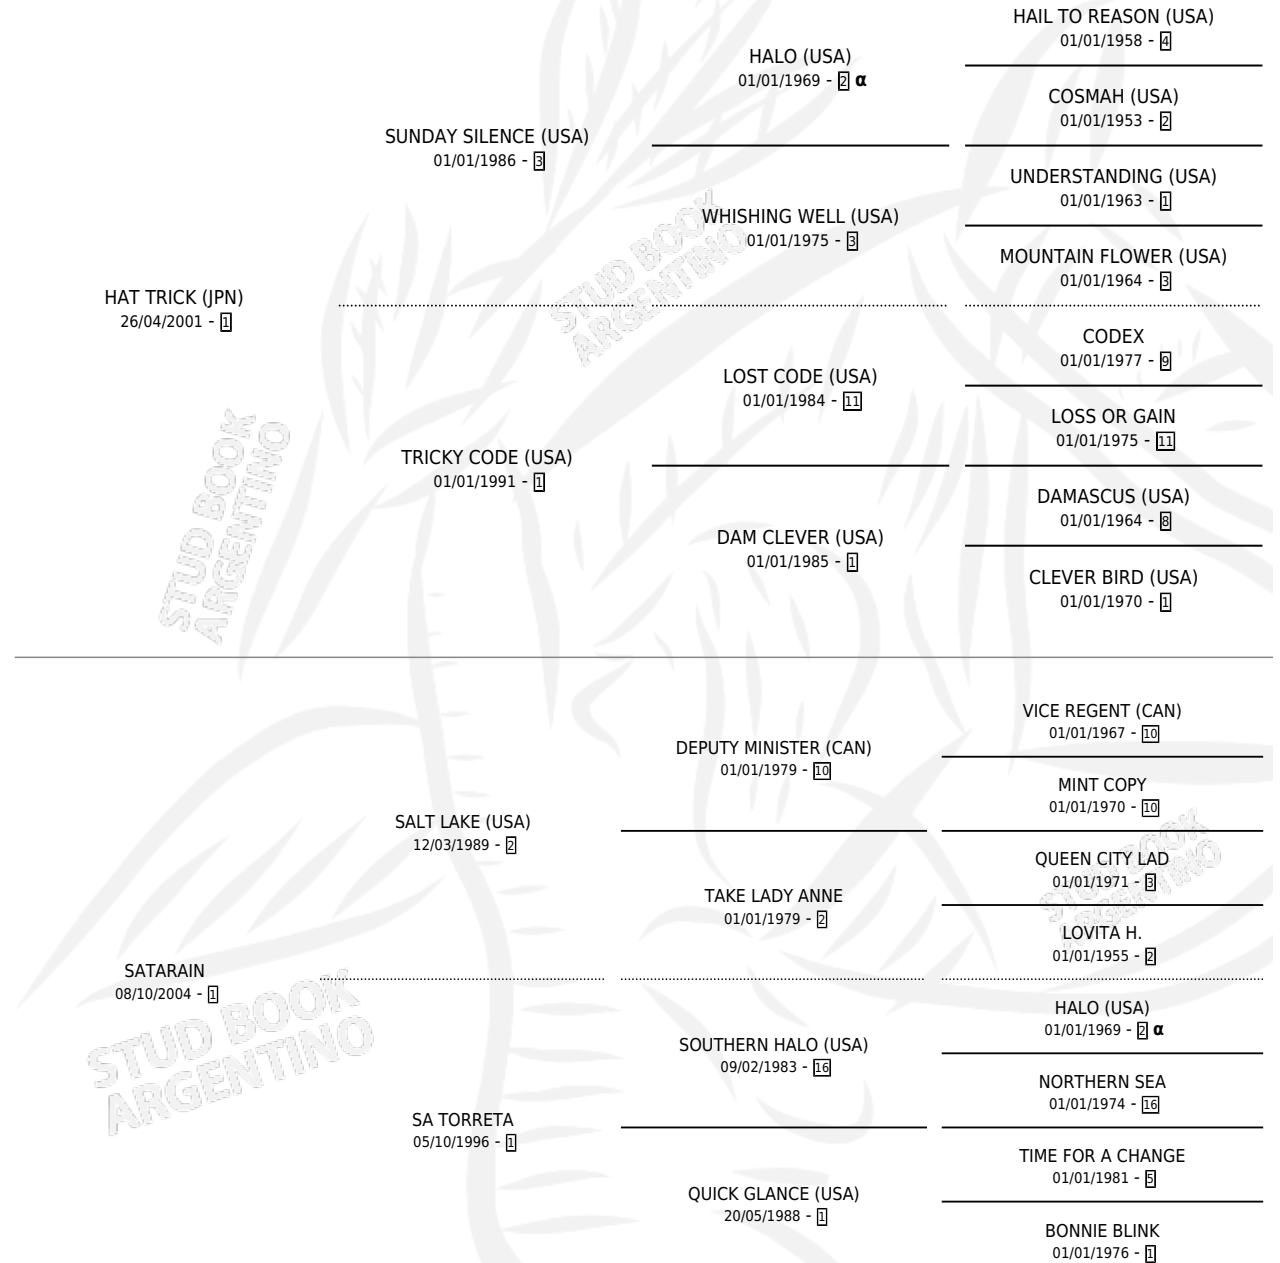 HAIL TO REASON (USA)
01/01/1958 - 4
HALO (USA)
01/01/1969 - 2 α
COSMAH (USA)
01/01/1953 - 2
SUNDAY SILENCE (USA)
01/01/1986 - 3
UNDERSTANDING (USA)
01/01/1963 - 1
WHISHING WELL (USA)
01/01/1975 - 3
MOUNTAIN FLOWER (USA)
01/01/1964 - 3
HAT TRICK (JPN)
26/04/2001 - 1
CODEX
01/01/1977 - 9
LOST CODE (USA)
01/01/1984 - 11
LOSS OR GAIN
01/01/1975 - 11
TRICKY CODE (USA)
01/01/1991 - 1
DAMASCUS (USA)
01/01/1964 - 8
DAM CLEVER (USA)
01/01/1985 - 1
CLEVER BIRD (USA)
01/01/1970 - 1
VICE REGENT (CAN)
01/01/1967 - 10
DEPUTY MINISTER (CAN)
01/01/1979 - 10
MINT COPY
01/01/1970 - 10
SALT LAKE (USA)
12/03/1989 - 2
QUEEN CITY LAD
01/01/1971 - 3
TAKE LADY ANNE
01/01/1979 - 2
LOVITA H.
01/01/1955 - 2
SATARAIN
08/10/2004 - 1
HALO (USA)
01/01/1969 - 2 α
SOUTHERN HALO (USA)
09/02/1983 - 16
NORTHERN SEA
01/01/1974 - 16
SA TORRETA
05/10/1996 - 1
TIME FOR A CHANGE
01/01/1981 - 5
QUICK GLANCE (USA)
20/05/1988 - 1
BONNIE BLINK
01/01/1976 - 1
STUD BOOK
ARGENTINO
STUD BOOK
ARGENTINO
STUD BOOK
ARGENTINO
STUD BOOK
ARGENTINO